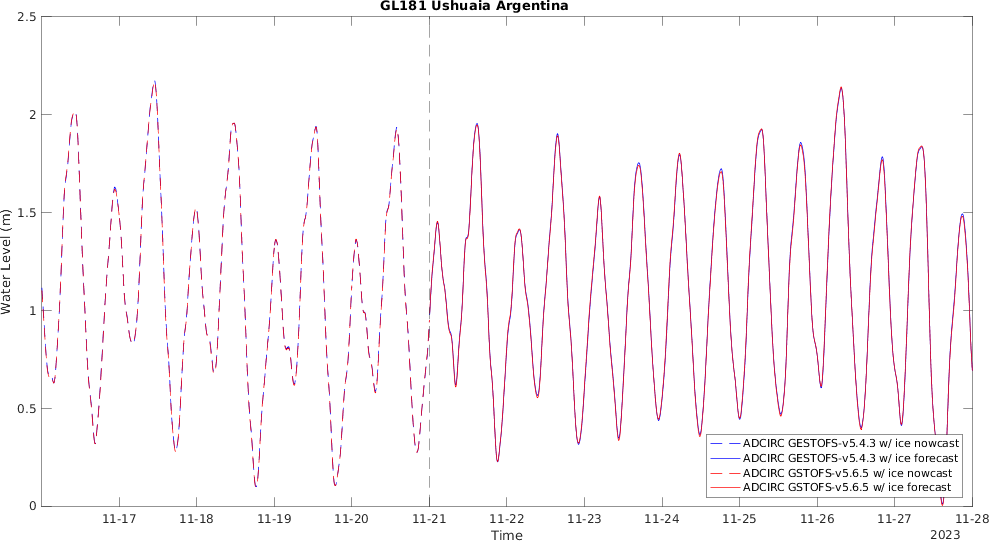 GL181 Ushuaia Argentina
2.5
2
1.5
1
0.5
0
Water Level (m)
ADCIRC GESTOFS-v5.4.3 w/ ice nowcast
ADCIRC GESTOFS-v5.4.3 w/ ice forecast
ADCIRC GSTOFS-v5.6.5 w/ ice nowcast
ADCIRC GSTOFS-v5.6.5 w/ ice forecast
11-17 11-18 11-19 11-20 11-21 11-22 11-23 11-24 11-25 11-26 11-27 11-28
Time
2023